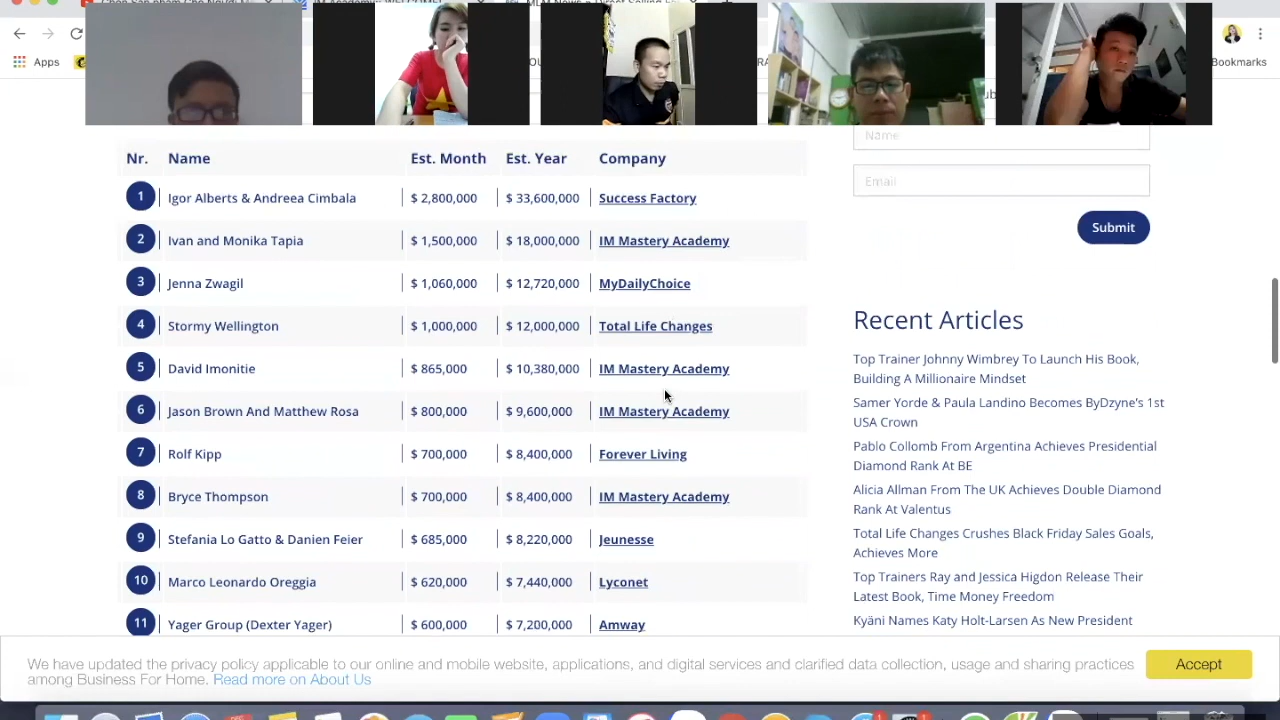 Apps
Bookmarks
Name
Email
Submit
Nr. Name Est. Month Est. Year Company
1 Igor Alberts & Andreea Cimbala $ 2,800,000 $ 33,600,000 Success Factory
2 Ivan and Monika Tapia $ 1,500,000 $ 18,000,000 IM Mastery Academy
3 Jenna Zwagil $ 1,060,000 $ 12,720,000 MyDailyChoice
4 Stormy Wellington $ 1,000,000 $ 12,000,000 Total Life Changes
5 David Imonitie $ 865,000 $ 10,380,000 IM Mastery Academy
6 Jason Brown And Matthew Rosa $ 800,000 $ 9,600,000 IM Mastery Academy
7 Rolf Kipp $ 700,000 $ 8,400,000 Forever Living
8 Bryce Thompson $ 700,000 $ 8,400,000 IM Mastery Academy
9 Stefania Lo Gatto & Danien Feier $ 685,000 $ 8,220,000 Jeunesse
10 Marco Leonardo Oreggia $ 620,000 $ 7,440,000 Lyconet
11 Yager Group (Dexter Yager) $ 600,000 $ 7,200,000 Amway
Recent Articles
Top Trainer Johnny Wimbrey To Launch His Book,
Building A Millionaire Mindset
Samer Yorde & Paula Landino Becomes ByDzyne's 1st
USA Crown
Pablo Collomb From Argentina Achieves Presidential
Diamond Rank At BE
Alicia Allman From The UK Achieves Double Diamond
Rank At Valentus
Total Life Changes Crushes Black Friday Sales Goals,
Achieves More
Top Trainers Ray and Jessica Higdon Release Their
Latest Book, Time Money Freedom
Kyäni Names Katy Holt-Larsen As New President
We have updated the privacy policy applicable to our online and mobile website, applications, and digital services and clarified data collection, usage and sharing practices
among Business For Home. Read more on About Us
Accept